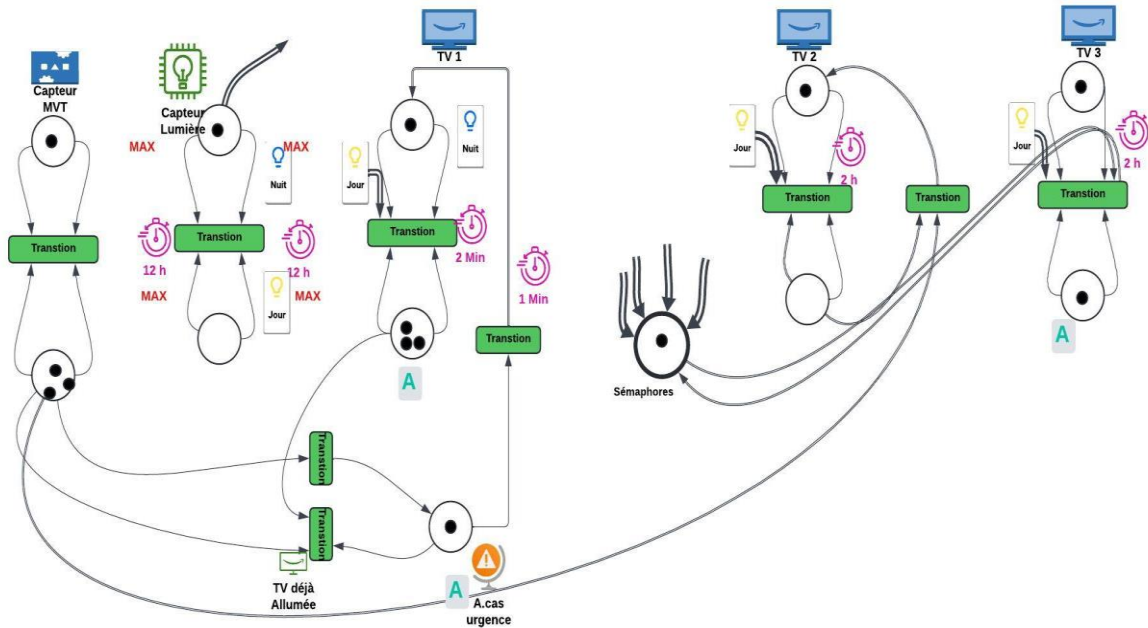 TV 1
TV 2
TV 3
Capteur
MVT
Capteur
Lumière
MAX
MAX
Nuit
Jour
Nuit
Jour
Jour
2 h
2 h
Transtion
Transtion
Transtion
Transtion
Transtion
Transtion
12 h
12 h
MAX
MAX
Jour
2 Min
1 Min
Transtion
A
Sémaphores
A
Transtion
Transtion
TV déjà
Allumée
A
A.cas
urgence